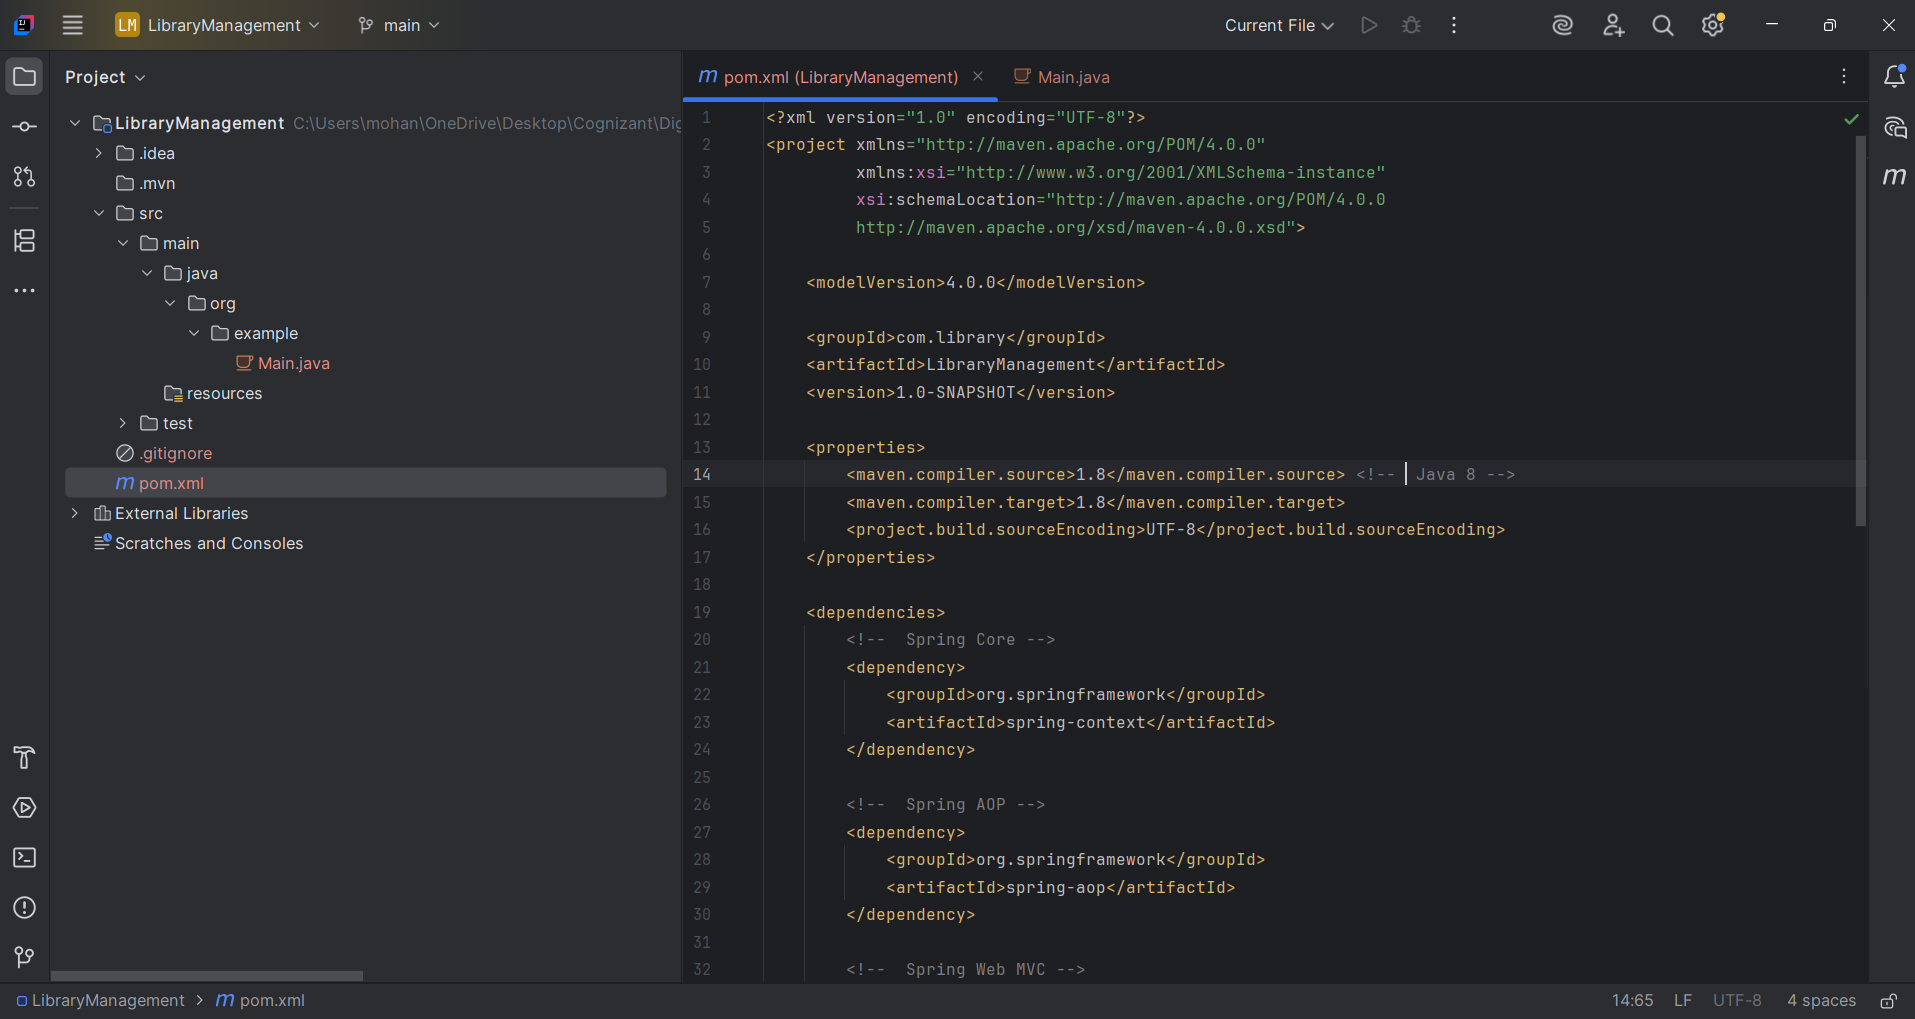 LM LibraryManagement main Current File
Project
pom.xml (LibraryManagement) Main.java
LibraryManagement C:\Users\mohan\OneDrive\Desktop\Cognizant\Dig
.idea
.mvn
src
main
java
org
example
Main.java
resources
test
.gitignore
m pom.xml
External Libraries
Scratches and Consoles
1 <?xml version="1.0" encoding="UTF-8"?>
2 <project xmlns="http://maven.apache.org/POM/4.0.0"
3 xmlns:xsi="http://www.w3.org/2001/XMLSchema-instance"
4 xsi:schemaLocation="http://maven.apache.org/POM/4.0.0
5 http://maven.apache.org/xsd/maven-4.0.0.xsd">
6
7 <modelVersion>4.0.0</modelVersion>
8
9 <groupId>com.library</groupId>
10 <artifactId>LibraryManagement</artifactId>
11 <version>1.0-SNAPSHOT</version>
12
13 <properties>
14 <maven.compiler.source>1.8</maven.compiler.source> <!-- Java 8 -->
15 <maven.compiler.target>1.8</maven.compiler.target>
16 <project.build.sourceEncoding>UTF-8</project.build.sourceEncoding>
17 </properties>
18
19 <dependencies>
20 <!-- Spring Core -->
21 <dependency>
22 <groupId>org.springframework</groupId>
23 <artifactId>spring-context</artifactId>
24 </dependency>
25
26 <!-- Spring AOP -->
27 <dependency>
28 <groupId>org.springframework</groupId>
29 <artifactId>spring-aop</artifactId>
30 </dependency>
31
32 <!-- Spring Web MVC -->
LibraryManagement > m pom.xml 14:65 LF UTF-8 4 spaces